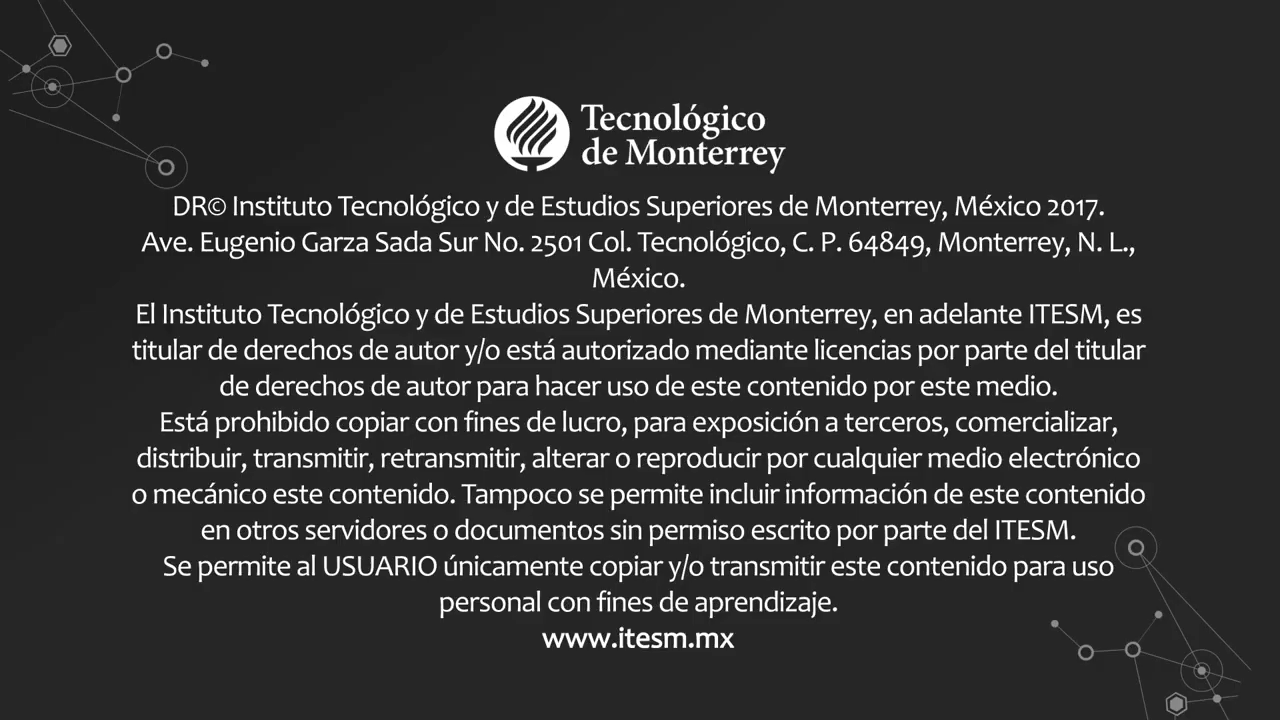 Tecnológico
de Monterrey
DR© Instituto Tecnológico y de Estudios Superiores de Monterrey, México 2017.
Ave. Eugenio Garza Sada Sur No. 2501 Col. Tecnológico, C. P. 64849, Monterrey, N. L.,
México.
El Instituto Tecnológico y de Estudios Superiores de Monterrey, en adelante ITESM, es
titular de derechos de autor y/o está autorizado mediante licencias por parte del titular
de derechos de autor para hacer uso de este contenido por este medio.
Está prohibido copiar con fines de lucro, para exposición a terceros, comercializar,
distribuir, transmitir, retransmitir, alterar o reproducir por cualquier medio electrónico
o mecánico este contenido. Tampoco se permite incluir información de este contenido
en otros servidores o documentos sin permiso escrito por parte del ITESM.
Se permite al USUARIO únicamente copiar y/o transmitir este contenido para uso
personal con fines de aprendizaje.
www.itesm.mx